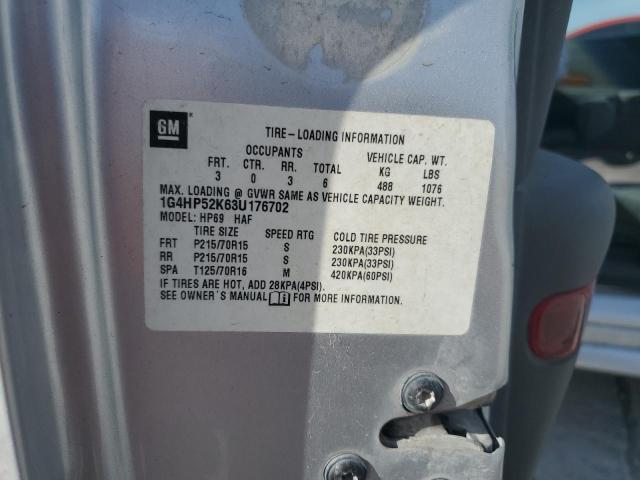 GM
TIRE-LOADING INFORMATION
OCCUPANTS VEHICLE CAP. WT.
FRT. CTR. RR. TOTAL KG LBS
3 0 3 6 488 1076
MAX. LOADING @ GVWR SAME AS VEHICLE CAPACITY WEIGHT.
1G4HP52K63U176702
MODEL: HP69 HAF
TIRE SIZE SPEED RTG COLD TIRE PRESSURE
FRT P215/70R15 S 230KPA(33PSI)
RR P215/70R15 S 230KPA(33PSI)
SPA T125/70R16 M 420KPA(60PSI)
IF TIRES ARE HOT, ADD 28KPA(4PSI).
SEE OWNER'S MANUAL FOR MORE INFORMATION.